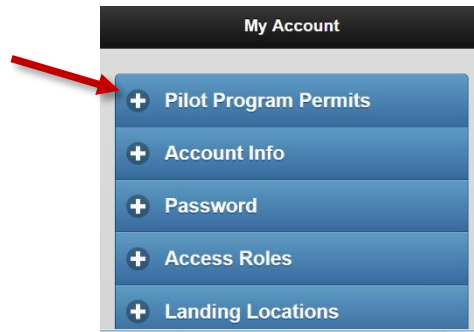 My Account
Pilot Program Permits
Account Info
Password
Access Roles
Landing Locations